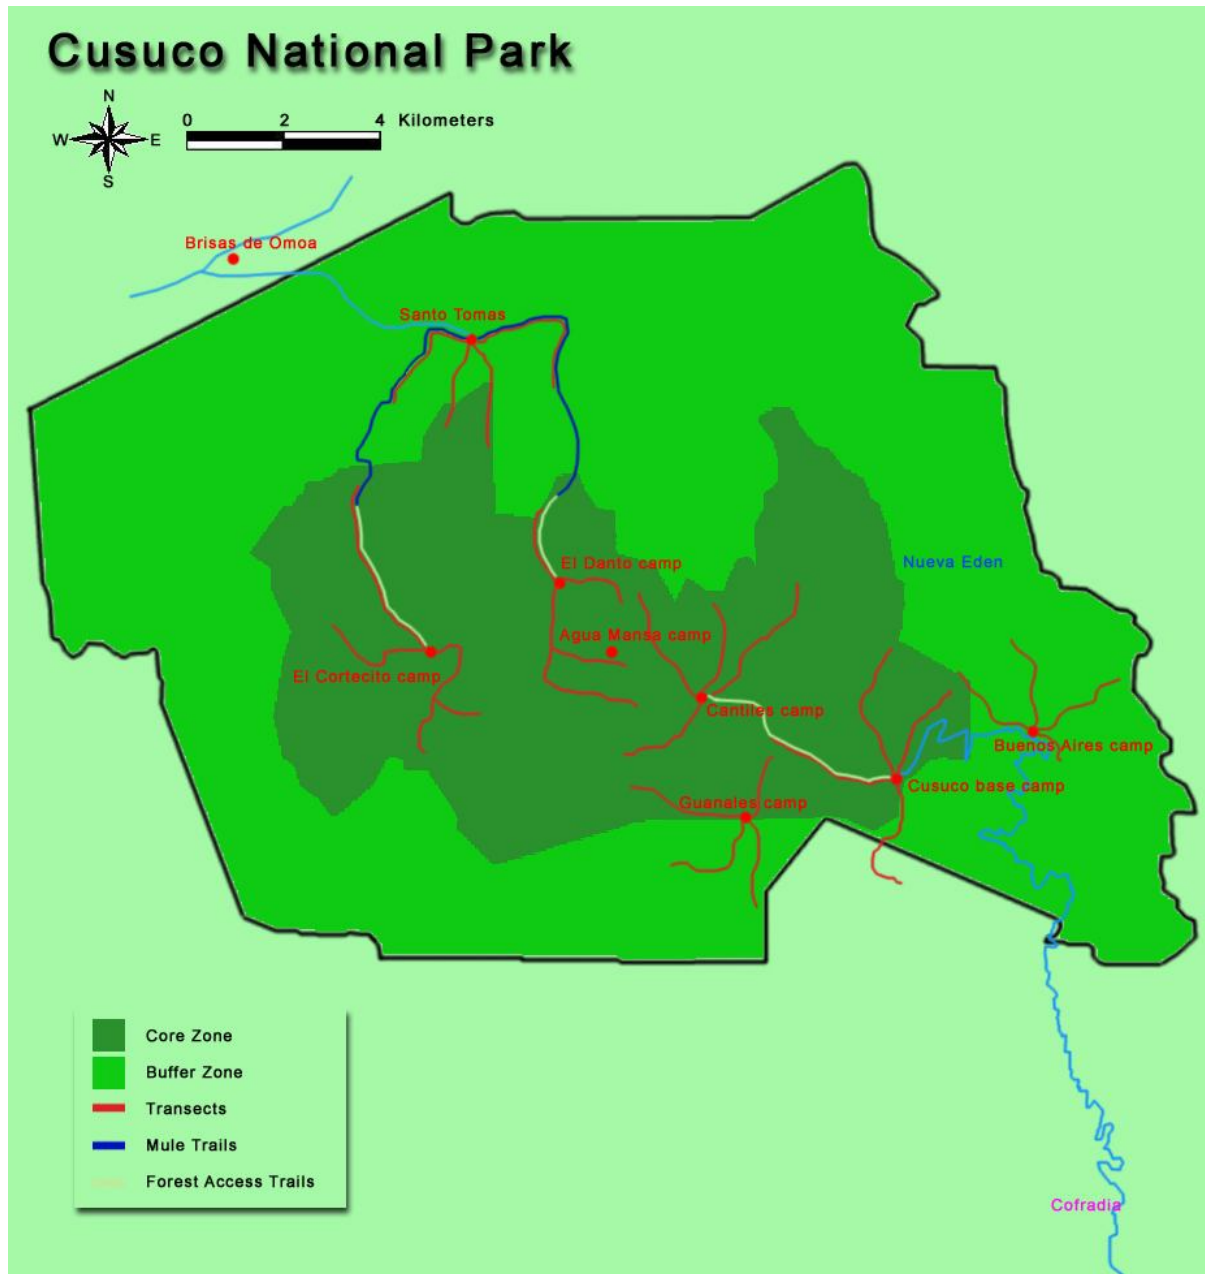 Cusuco National Park
N
W E
S
0 2 4 Kilometers
Brisas de Omoa
Santo Tomas
El Danto camp
Nueva Eden
Agua Mansa camp
El Cortecito camp
Cantiles camp
Buenos Aires camp
Cusuco base camp
Guanales camp
Core Zone
Buffer Zone
Transects
Mule Trails
Forest Access Trails
Cofradia